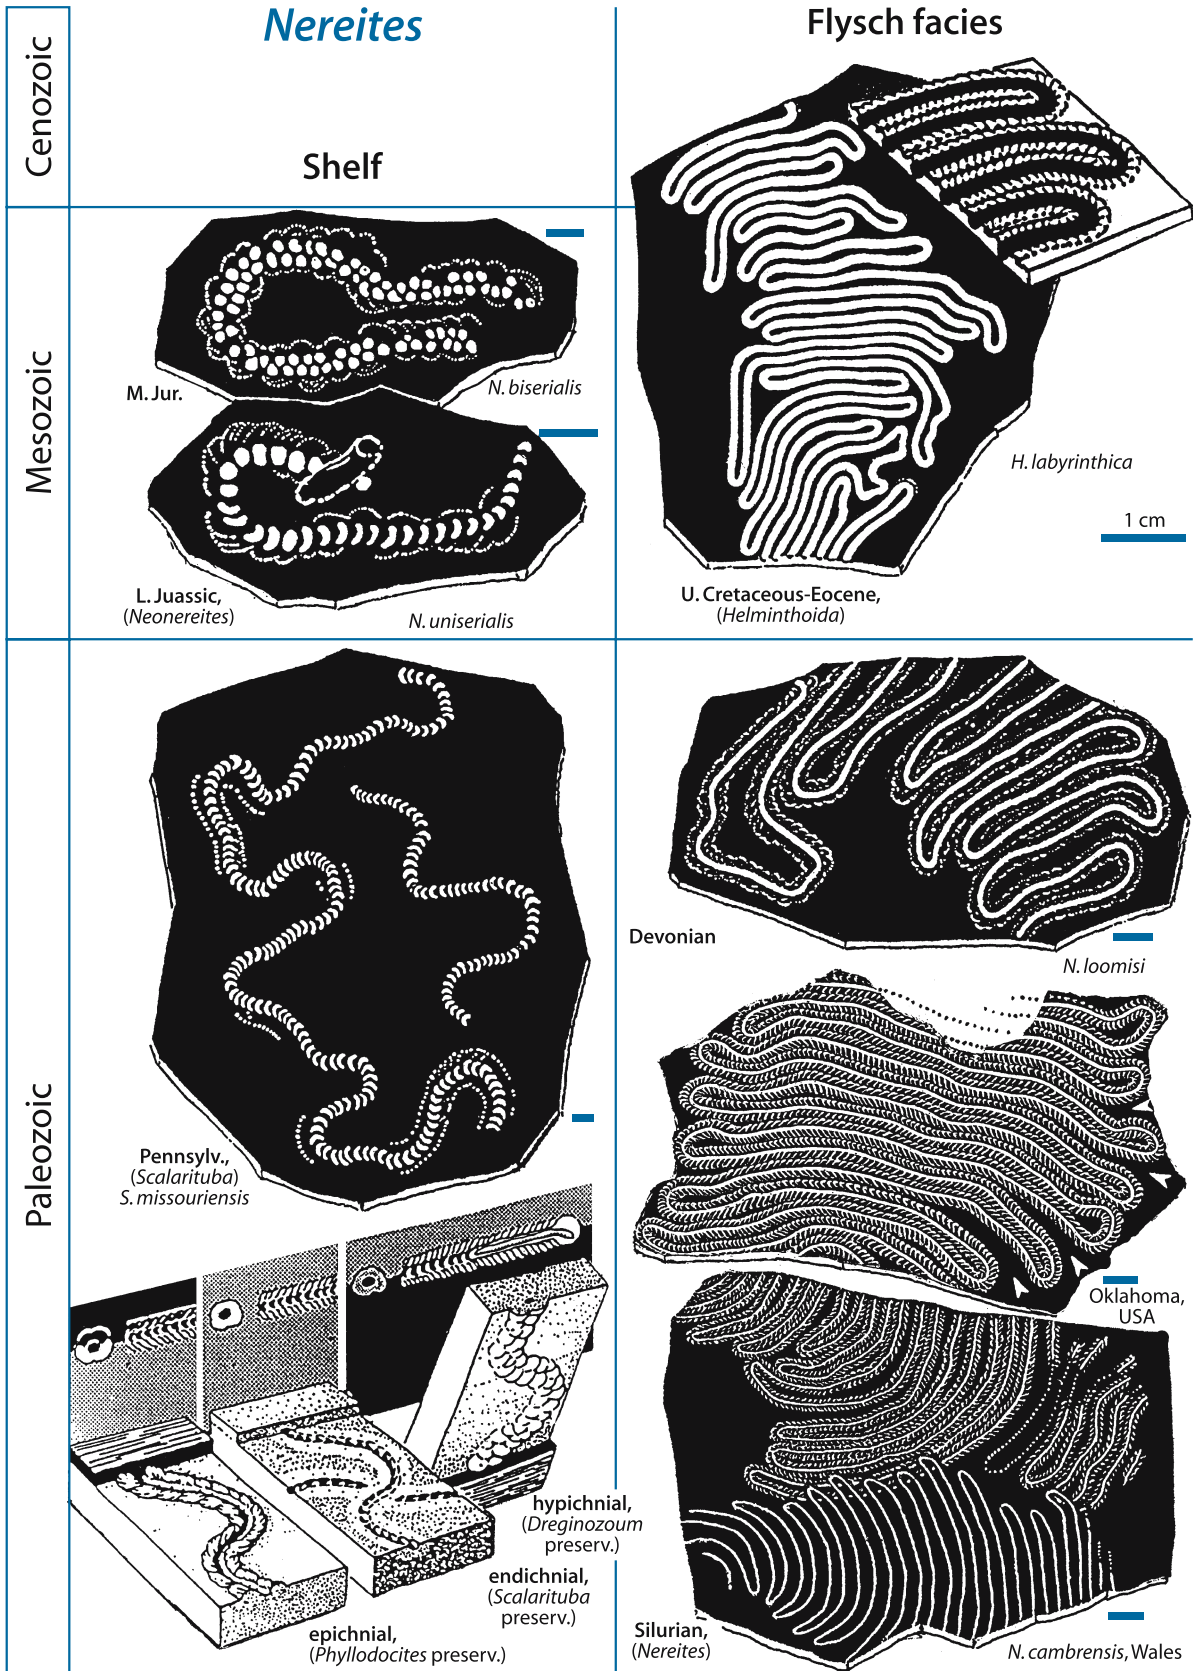 Nereites
Flysch facies
Cenozoic
Shelf
Mesozoic
M. Jur.
N. biserialis
L. Juassic,
(Neonereites)
N. uniserialis
H. labyrinthica
1 cm
U. Cretaceous-Eocene,
(Helminthoida)
Paleozoic
Pennsylv.,
(Scalarituba)
S. missouriensis
hypichnial,
(Dreginozoum
preserv.)
endichnial,
(Scalarituba
preserv.)
epichnial,
(Phyllodocites preserv.)
Devonian
N. loomisi
Oklahoma,
USA
Silurian,
(Nereites)
N. cambrensis, Wales